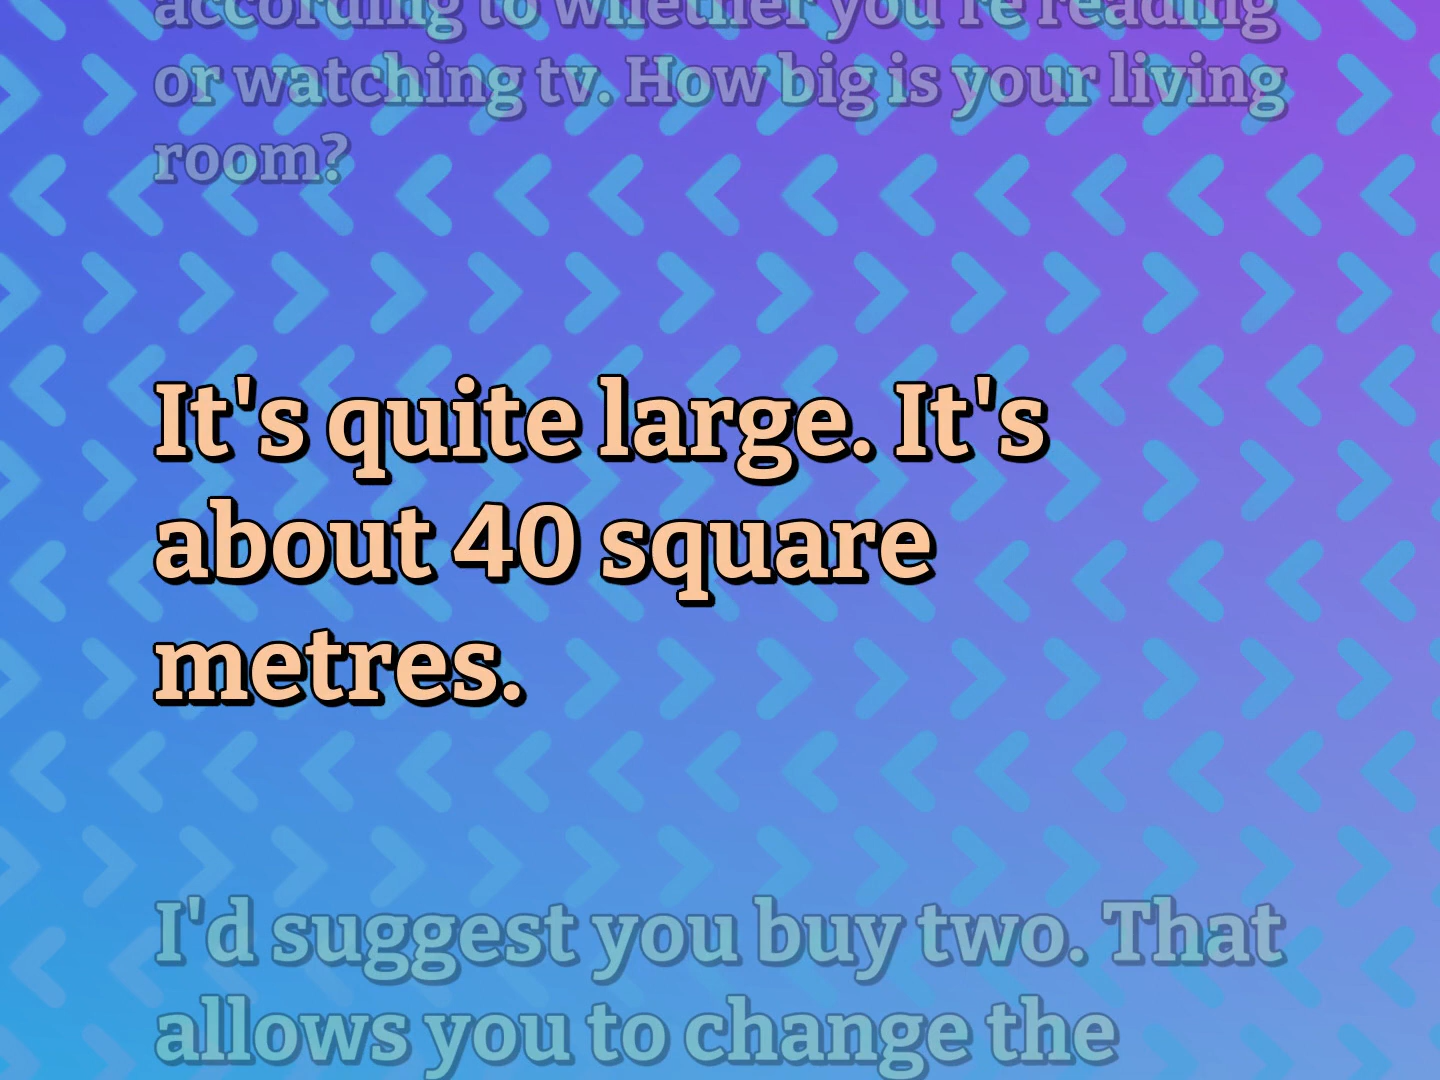 according to whether you're reading
or watching tv. How big is your living
room?
It's quite large. It's
about 40 square
metres.
I'd suggest you buy two. That
allows you to change the